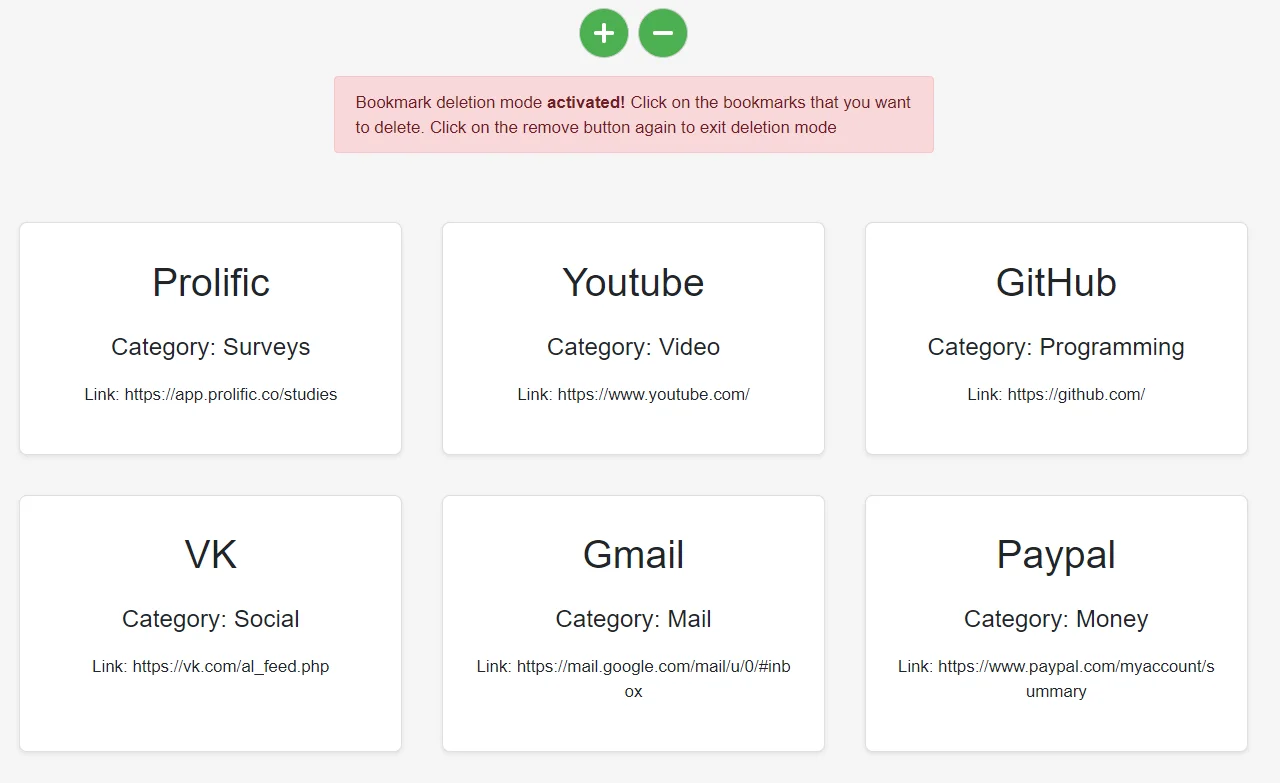 Bookmark deletion mode activated! Click on the bookmarks that you want
to delete. Click on the remove button again to exit deletion mode
Prolific
Category: Surveys
Link: https://app.prolific.co/studies
Youtube
Category: Video
Link: https://www.youtube.com/
GitHub
Category: Programming
Link: https://github.com/
VK
Category: Social
Link: https://vk.com/al_feed.php
Gmail
Category: Mail
Link: https://mail.google.com/mail/u/0/#inb
ox
Paypal
Category: Money
Link: https://www.paypal.com/myaccount/s
ummary